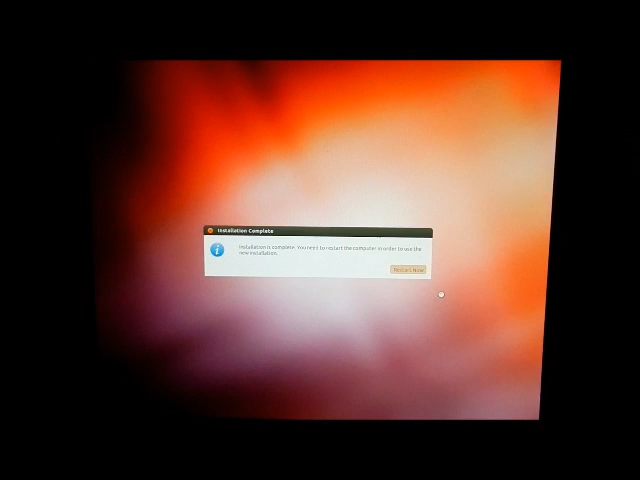 Installation Complete
Installation is complete. You need to restart the computer in order to use the
new installation.
Restart Now